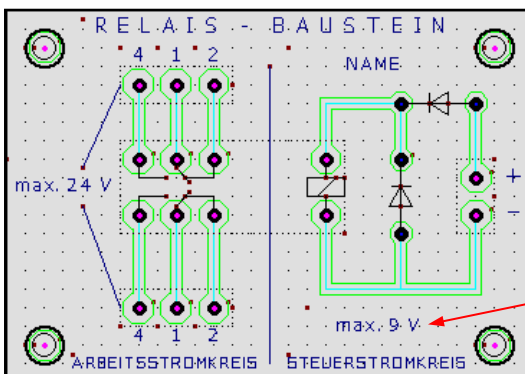 RELAIS - BAUSTEIN
4 1 2
NAME
max. 24 V
+
-
4 1 2
max. 9 V
ARBEITSSTROMKREIS
STEUERSTROMKREIS